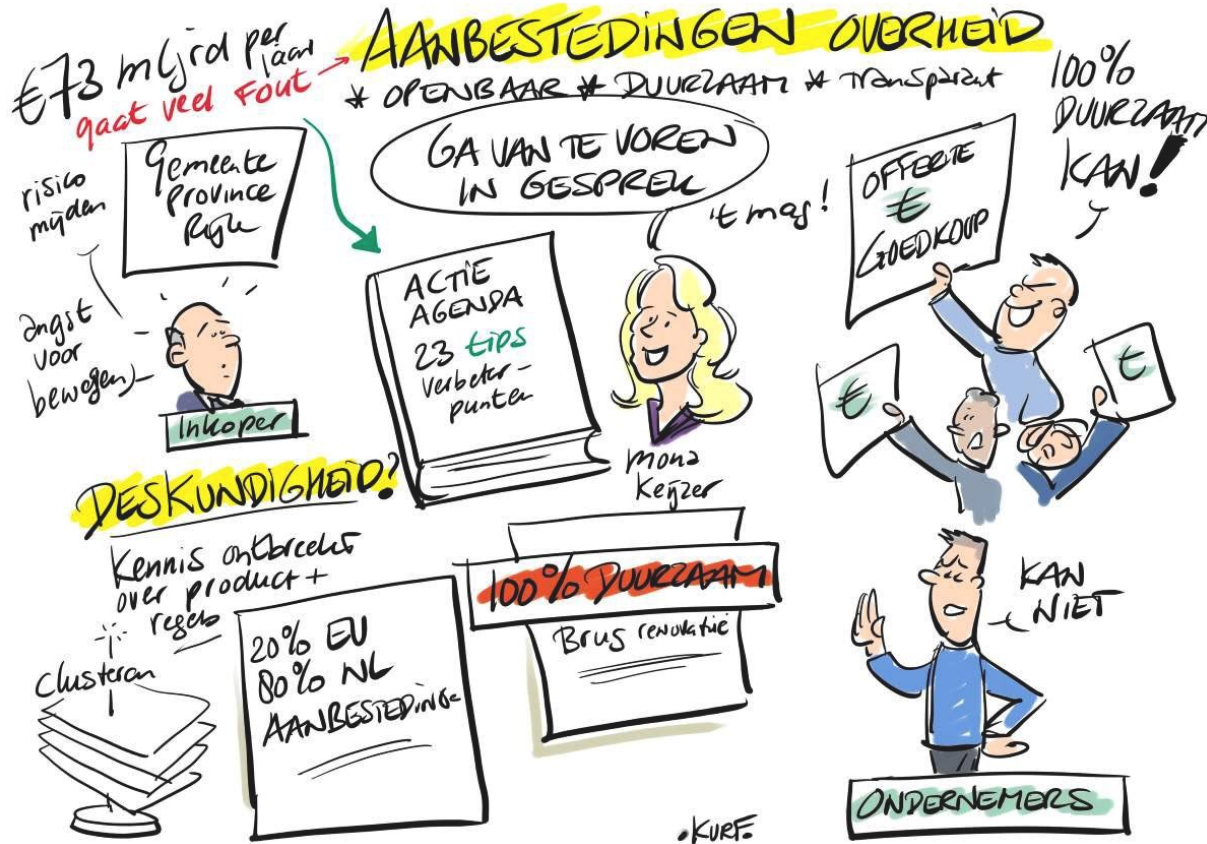 €73 mljrd per jaar
gaat veel FOUT
AANBESTEDINGEN OVERHEID
* OPENBAAR * DUURZAAM * Transparant
risico
mijden
angst
voor
bewegen
Gemeente
Province
Rijk
Inkoper
GA VAN TE VOREN
IN GESPREK
't mag!
ACTIE
AGENDA
23 tips
verbeter-
punten
Mona
Keijzer
OFFERTE
€
GOEDKOOP
100%
DUURZAAM
KAN!
€
€
DESKUNDIGHEID?
Kennis ontbreekt
over product +
regels
Clusteren
20% EU
80% NL
AANBESTEDING
100% DUURZAAM
Brug renovatie
KAN
NIET
ONDERNEMERS
.KURF.